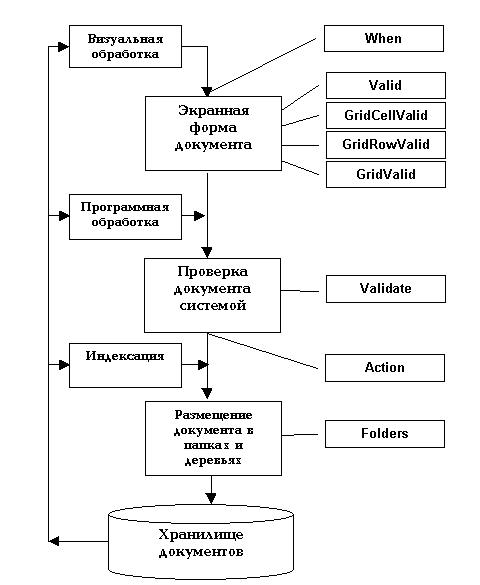 Визуальная
обработка
When
Экранная
форма
документа
Valid
GridCellValid
GridRowValid
GridValid
Программная
обработка
Проверка
документа
системой
Validate
Индексация
Action
Размещение
документа в
папках и
деревьях
Folders
Хранилище
документов